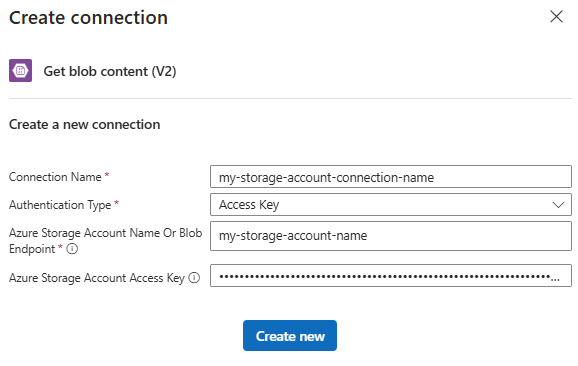 Create connection
Get blob content (V2)
Create a new connection
Connection Name *
my-storage-account-connection-name
Authentication Type *
Access Key
Azure Storage Account Name Or Blob
Endpoint *
my-storage-account-name
Azure Storage Account Access Key
Create new